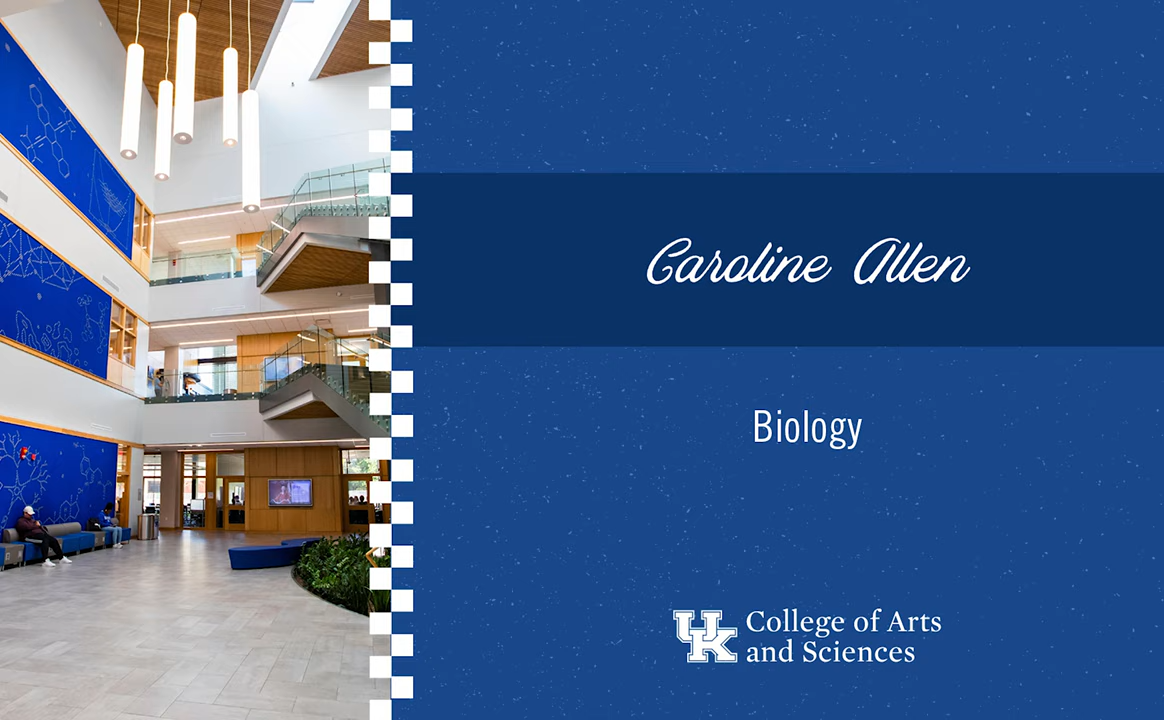 Caroline Allen
Biology
UK College of Arts
and Sciences